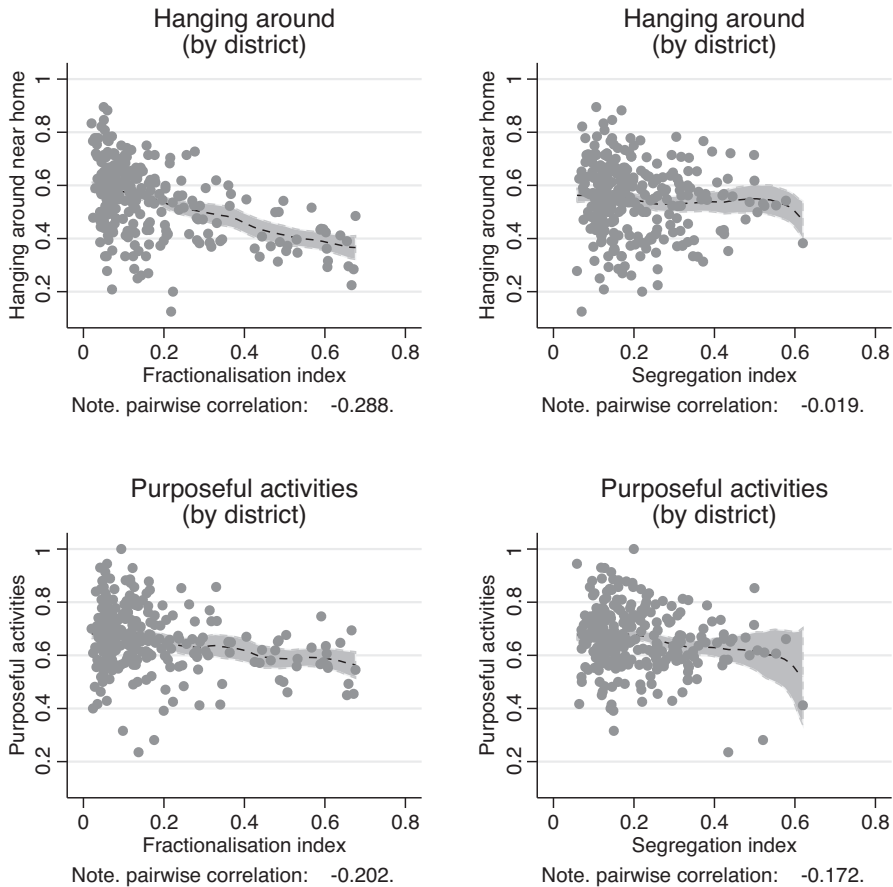 Hanging around
(by district)
Hanging around near home
1
0.8
0.6
0.4
0.2
0 0.2 0.4 0.6 0.8
Fractionalisation index
Note. pairwise correlation: -0.288.
Hanging around
(by district)
Hanging around near home
1
0.8
0.6
0.4
0.2
0 0.2 0.4 0.6 0.8
Segregation index
Note. pairwise correlation: -0.019.
Purposeful activities
(by district)
Purposeful activities
1
0.8
0.6
0.4
0.2
0 0.2 0.4 0.6 0.8
Fractionalisation index
Note. pairwise correlation: -0.202.
Purposeful activities
(by district)
Purposeful activities
1
0.8
0.6
0.4
0.2
0 0.2 0.4 0.6 0.8
Segregation index
Note. pairwise correlation: -0.172.